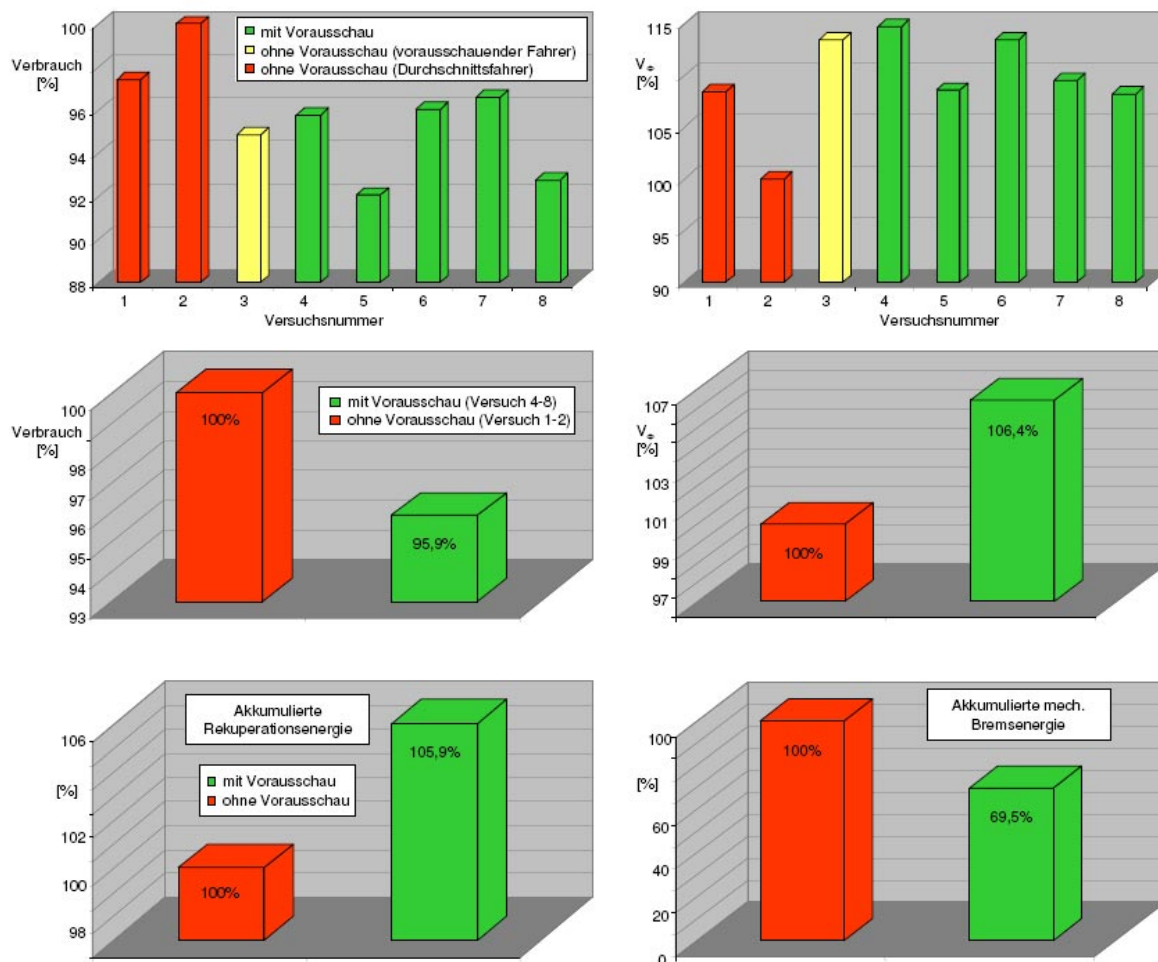 100
Verbrauch
[%]
96
94
92
90
88
mit Vorausschau
ohne Vorausschau (vorausschauender Fahrer)
ohne Vorausschau (Durchschnittsfahrer)
1 2 3 4 5 6 7 8
Versuchsnummer
115
V
[%]
105
100
95
90
1 2 3 4 5 6 7 8
Versuchsnummer
100
Verbrauch
[%]
98
97
96
95
94
93
100%
mit Vorausschau (Versuch 4-8)
ohne Vorausschau (Versuch 1-2)
95,9%
107
V
[%]
103
101
99
97
100%
106,4%
106
[%]
102
100
98
Akkumulierte
Rekuperationsenergie
mit Vorausschau
ohne Vorausschau
100%
105,9%
100
[%]
60
40
20
0
Akkumulierte mech.
Bremsenergie
100%
69,5%